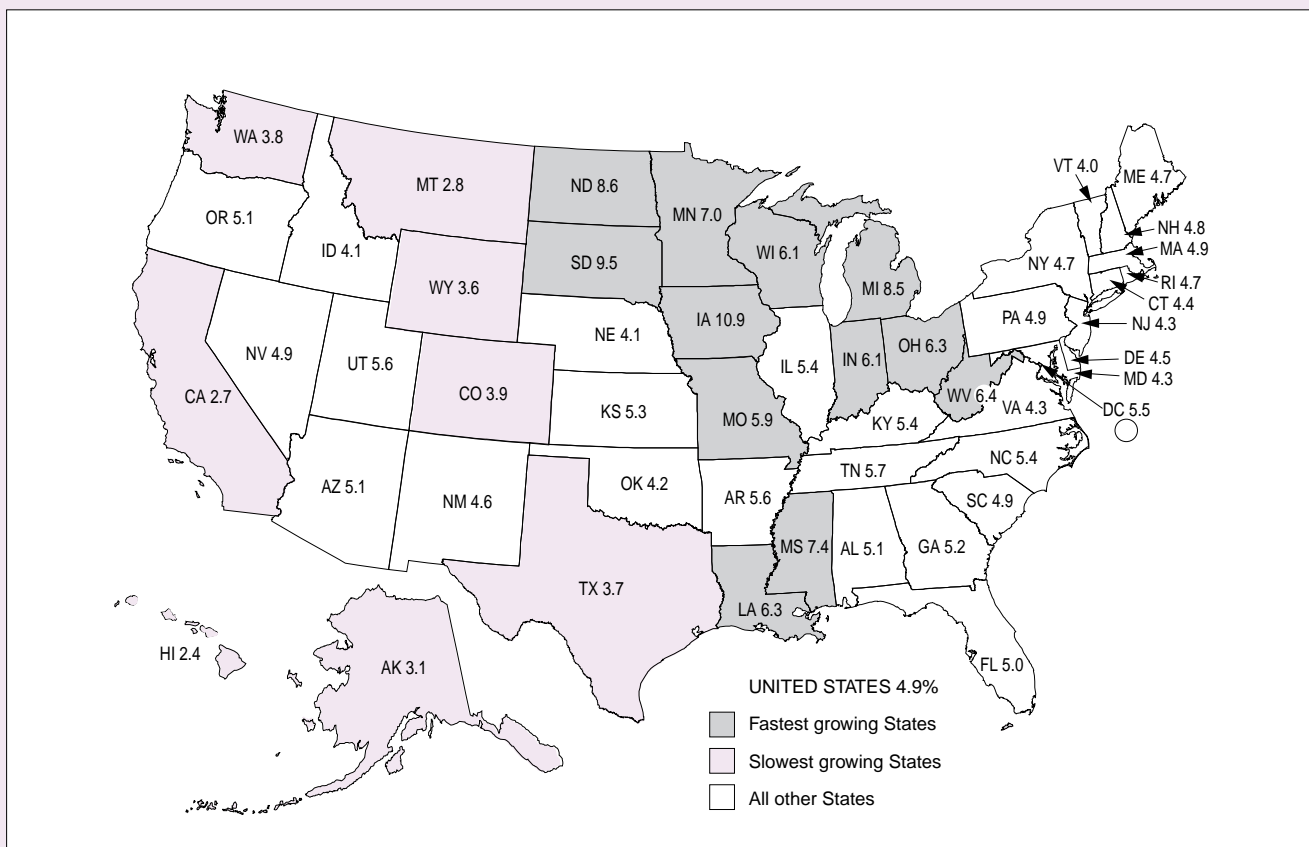 WA 3.8
MT 2.8
ND 8.6
MN 7.0
VT 4.0
ME 4.7
OR 5.1
ID 4.1
WY 3.6
SD 9.5
WI 6.1
MI 8.5
NY 4.7
NH 4.8
MA 4.9
RI 4.7
CT 4.4
NJ 4.3
DE 4.5
MD 4.3
DC 5.5
NV 4.9
UT 5.6
CO 3.9
NE 4.1
IA 10.9
IL 5.4
IN 6.1
OH 6.3
PA 4.9
CA 2.7
KS 5.3
MO 5.9
KY 5.4
WV 6.4
VA 4.3
AZ 5.1
NM 4.6
OK 4.2
AR 5.6
TN 5.7
NC 5.4
SC 4.9
TX 3.7
LA 6.3
MS 7.4
AL 5.1
GA 5.2
FL 5.0
HI 2.4
AK 3.1
UNITED STATES 4.9%
Fastest growing States
Slowest growing States
All other States